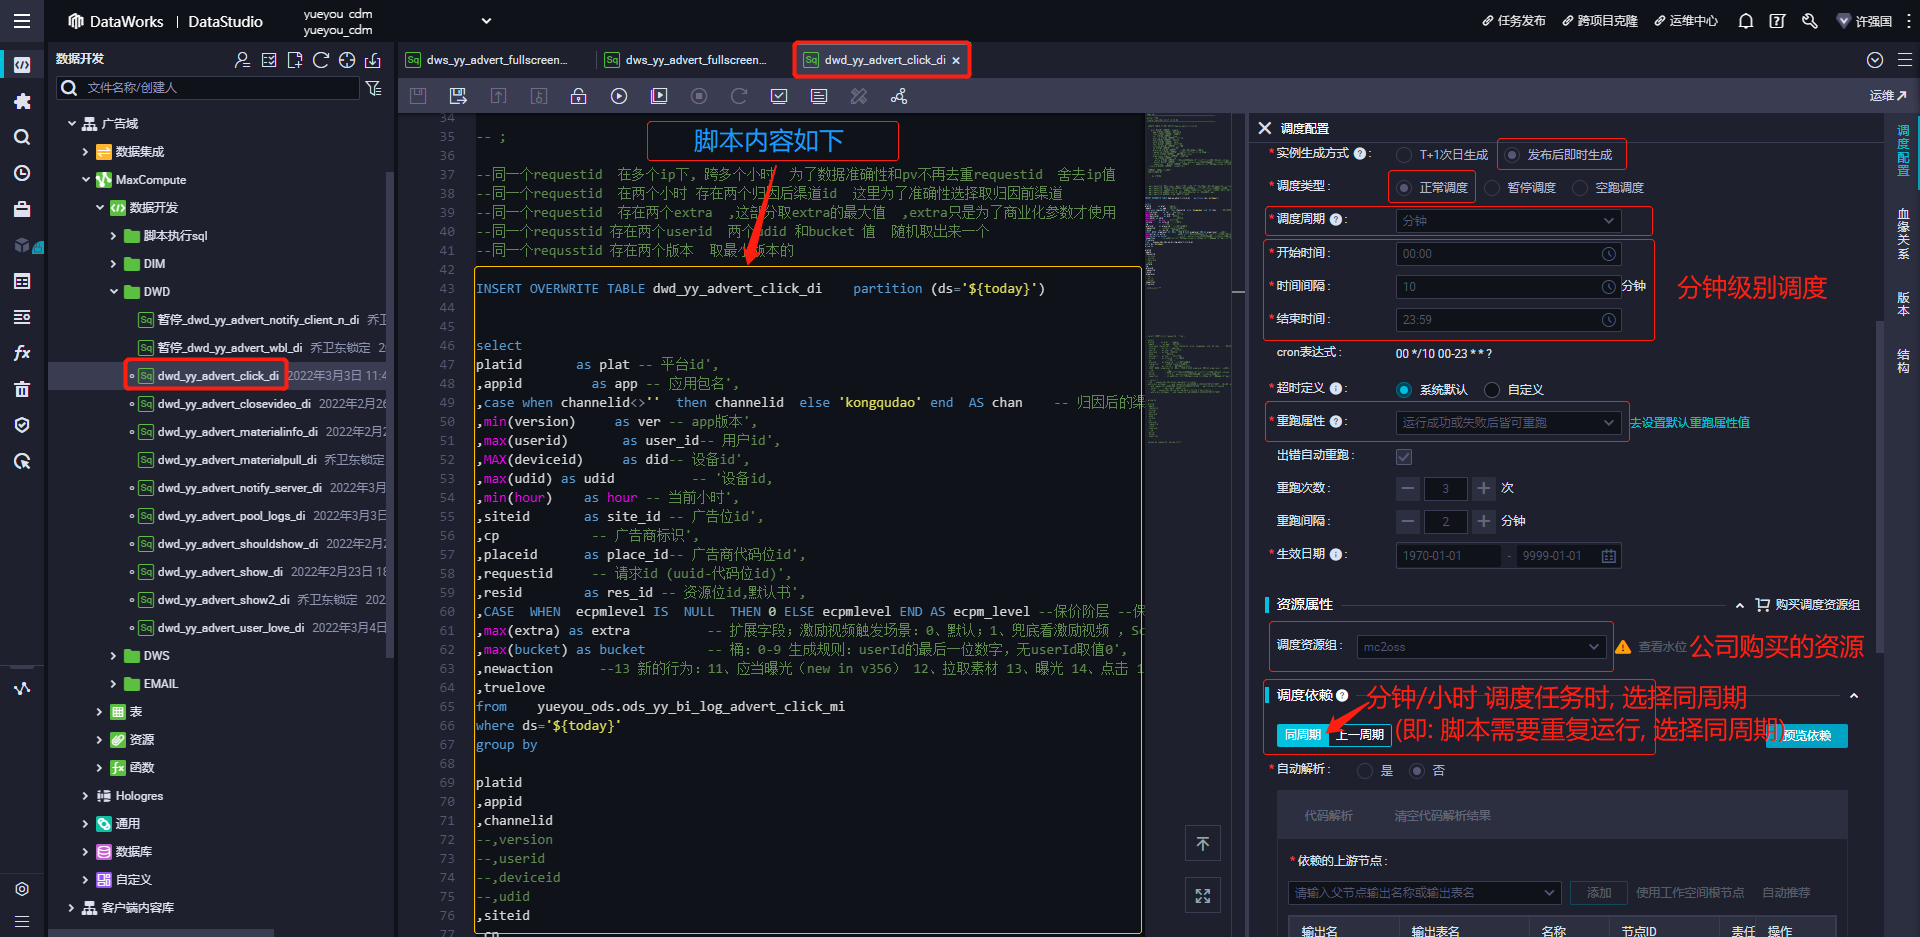 DataWorks | DataStudio
yueyou_cdm
yueyou_cdm
任务发布
跨项目克隆
运维中心
许强国
数据开发
文件名称/创建人
广告域
数据集成
MaxCompute
数据开发
脚本执行sql
DIM
DWD
暂停_dwd_yy_advert_notify_client_n_di 乔卫
暂停_dwd_yy_advert_wbl_di 乔卫东锁定 20
dwd_yy_advert_click_di 2022年3月3日 11:4
dwd_yy_advert_closevideo_di 2022年2月26
dwd_yy_advert_materialinfo_di 2022年2月2
dwd_yy_advert_materialpull_di 乔卫东锁定
dwd_yy_advert_notify_server_di 2022年3月
dwd_yy_advert_pool_logs_di 2022年3月3日
dwd_yy_advert_shouldshow_di 2022年2月2
dwd_yy_advert_show_di 2022年2月23日 18
dwd_yy_advert_show2_di 乔卫东锁定 202
dwd_yy_advert_user_love_di 2022年3月4日
DWS
EMAIL
表
资源
函数
Hologres
通用
数据库
自定义
客户端内容库
Sq dws_yy_advert_fullscreen...
Sq dws_yy_advert_fullscreen...
Sq dwd_yy_advert_click_di ×
运维
脚本内容如下
34
35 -- ;
36
37 --同一个requestid 在多个ip下, 跨多个小时 为了数据准确性和pv不再去重requestid 舍去ip值
38 --同一个requestid 在两个小时 存在两个归因后渠道id 这里为了准确性选择取归因前渠道
39 --同一个requestid 存在两个extra ,这部分取extra的最大值 ,extra只是为了商业化参数才使用
40 --同一个requsstid 存在两个userid 两个udid 和bucket 值 随机取出来一个
41 --同一个requsstid 存在两个版本 取最小版本的
42
43 INSERT OVERWRITE TABLE dwd_yy_advert_click_di partition (ds='${today}')
44
45
46 select
47 platid as plat -- 平台id',
48 ,appid as app -- 应用包名',
49 ,case when channelid<>'' then channelid else 'kongqudao' end AS chan -- 归因后的渠
50 ,min(version) as ver -- app版本',
51 ,max(userid) as user_id-- 用户id',
52 ,MAX(deviceid) as did-- 设备id',
53 ,max(udid) as udid -- '设备id,
54 ,min(hour) as hour -- 当前小时',
55 ,siteid as site_id -- 广告位id',
56 ,cp -- 广告商标识',
57 ,placeid as place_id-- 广告商代码位id',
58 ,requestid -- 请求id (uuid-代码位id)',
59 ,resid as res_id -- 资源位id,默认书',
60 ,CASE WHEN ecpmlevel IS NULL THEN 0 ELSE ecpmlevel END AS ecpm_level --保价阶层 --保
61 ,max(extra) as extra -- 扩展字段; 激励视频触发场景: 0、默认; 1、兜底看激励视频 , Sc
62 ,max(bucket) as bucket -- 桶: 0-9 生成规则: userId的最后一位数字, 无userId取值0',
63 ,newaction --13 新的行为: 11、应当曝光 (new in v356) 12、拉取素材 13、曝光 14、点击 1
64 ,truelove
65 from yueyou_ods.ods_yy_bi_log_advert_click_mi
66 where ds='${today}'
67 group by
68
69 platid
70 ,appid
71 ,channelid
72 --,version
73 --,userid
74 --,deviceid
75 --,udid
76 ,siteid
77 ,cp
调度配置
*实例生成方式 : T+1次日生成 发布后即时生成
*调度类型: 正常调度 暂停调度 空跑调度
*调度周期 : 分钟
*开始时间: 00:00
*时间间隔: 10 分钟
*结束时间: 23:59
分钟级别调度
cron表达式: 00 */10 00-23 * * ?
*超时定义 : 系统默认 自定义
*重跑属性 : 运行成功或失败后皆可重跑 去设置默认重跑属性值
出错自动重跑:
重跑次数: 3 次
重跑间隔: 2 分钟
*生效日期 : 1970-01-01 - 9999-01-01
资源属性 购买调度资源组
调度资源组: mc2oss 查看水位 公司购买的资源
调度依赖 分钟/小时 调度任务时, 选择同周期
同周期 上一周期 (即: 脚本需要重复运行, 选择同周期) 预览依赖
*自动解析: 是 否
代码解析 清空代码解析结果
*依赖的上游节点:
请输入父节点输出名称或输出表名 添加 使用工作空间根节点 自动推荐
输出名 输出表名 名称 节点ID 责任 操作
调度配置
血缘关系
版本
结构